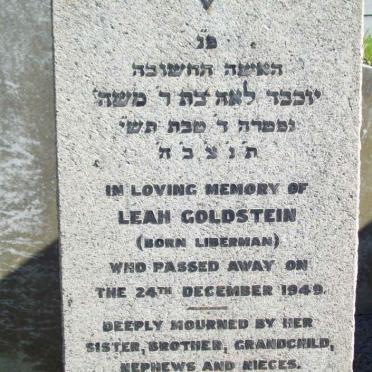 פ״נ
האשה החשובה
יוכבד לאה בת ר׳ משה
נפטרה ד׳ טבת תש״י
ת׳ נ׳ צ׳ ב׳ ה׳
IN LOVING MEMORY OF
LEAH GOLDSTEIN
(BORN LIBERMAN)
WHO PASSED AWAY ON
THE 24TH DECEMBER 1949.
DEEPLY MOURNED BY HER
SISTER, BROTHER, GRANDCHILD,
NEPHEWS AND NIECES.